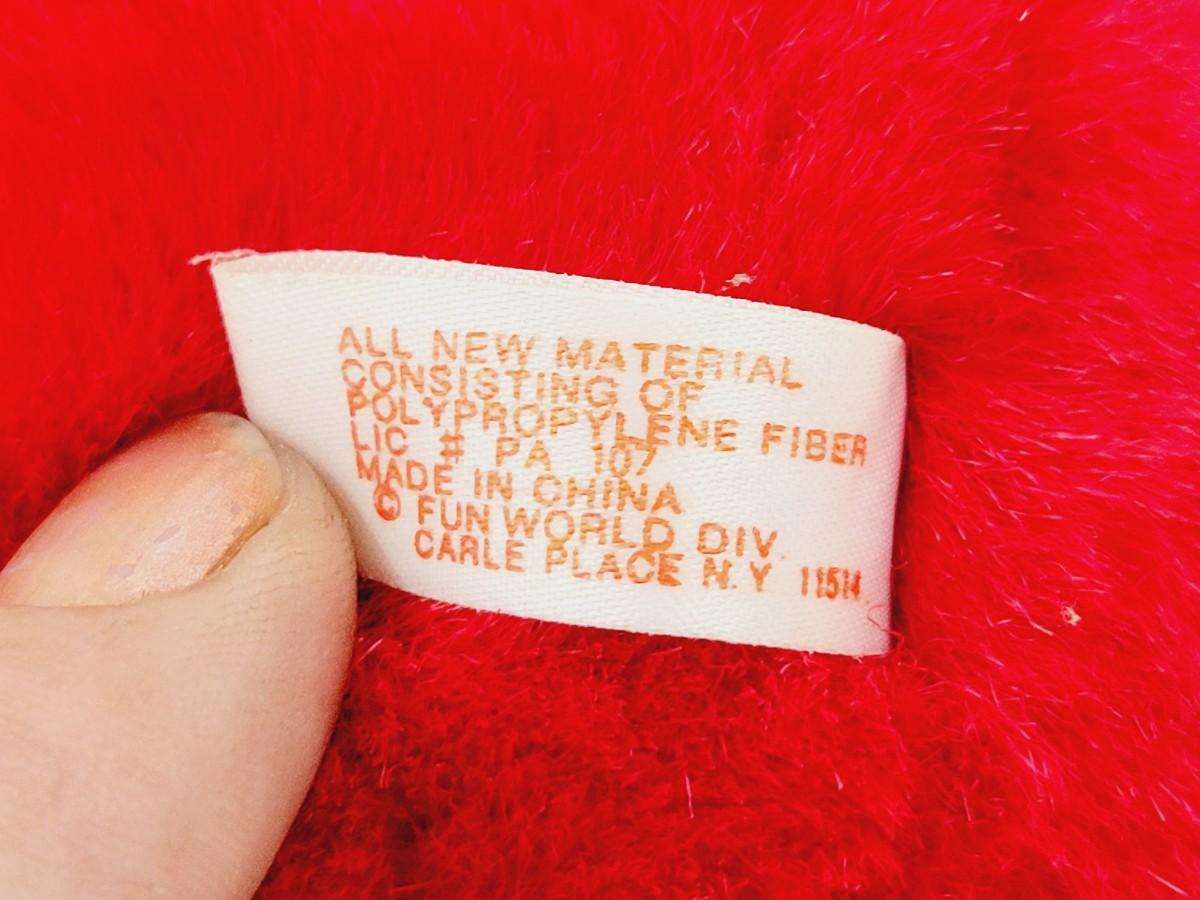 ALL NEW MATERIAL
CONSISTING OF
POLYPROPYLENE FIBER
LIC # PA 107
MADE IN CHINA
© FUN WORLD DIV.
CARLE PLACE N.Y 11514